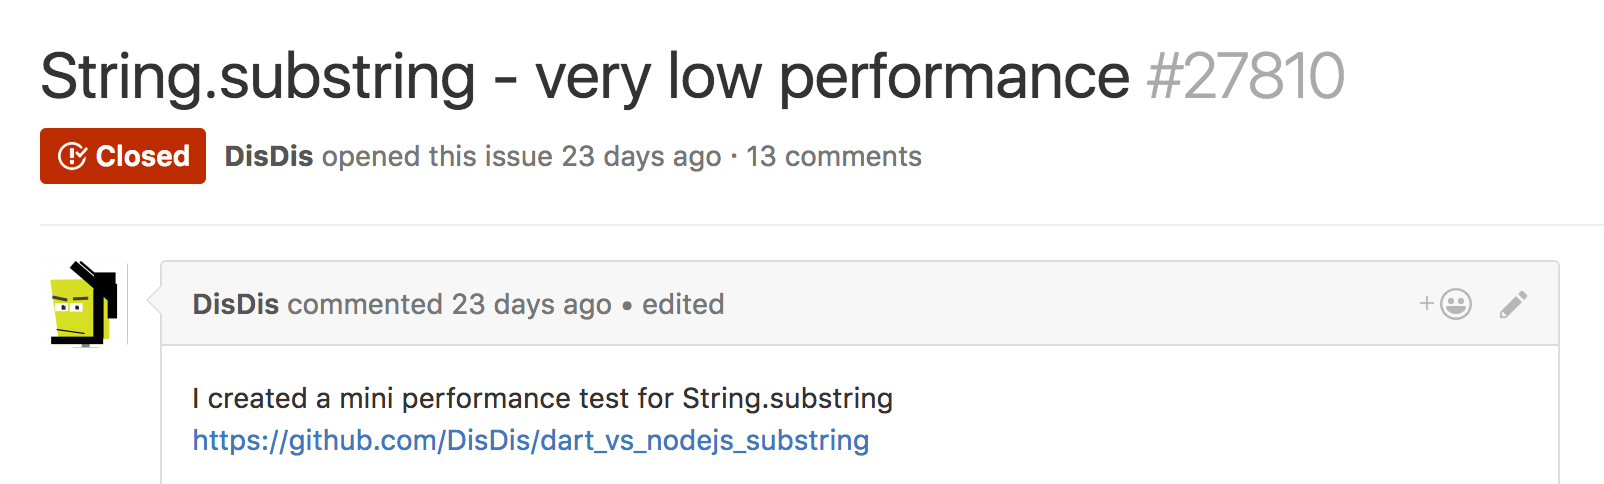 String.substring - very low performance #27810
Closed DisDis opened this issue 23 days ago · 13 comments
DisDis commented 23 days ago • edited
I created a mini performance test for String.substring
https://github.com/DisDis/dart_vs_nodejs_substring